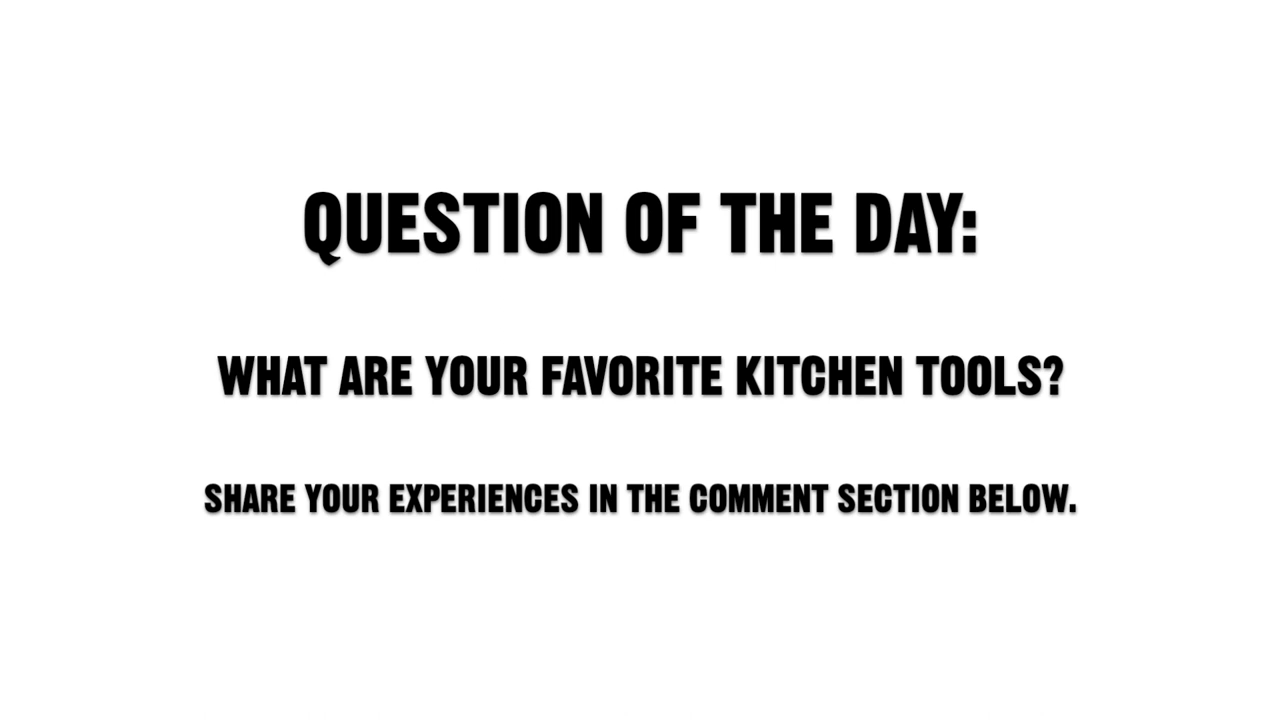 QUESTION OF THE DAY:
WHAT ARE YOUR FAVORITE KITCHEN TOOLS?
SHARE YOUR EXPERIENCES IN THE COMMENT SECTION BELOW.